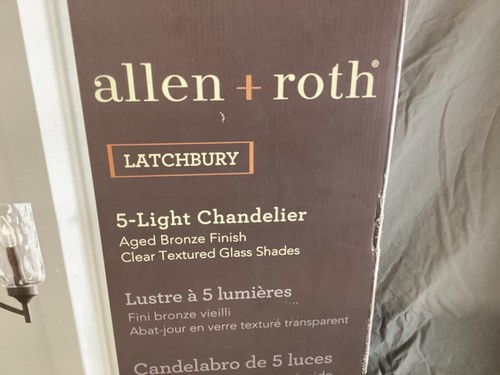 allen + roth®
LATCHBURY
5-Light Chandelier
Aged Bronze Finish
Clear Textured Glass Shades
Lustre à 5 lumières
Fini bronze vieilli
Abat-jour en verre texturé transparent
Candelabro de 5 luces